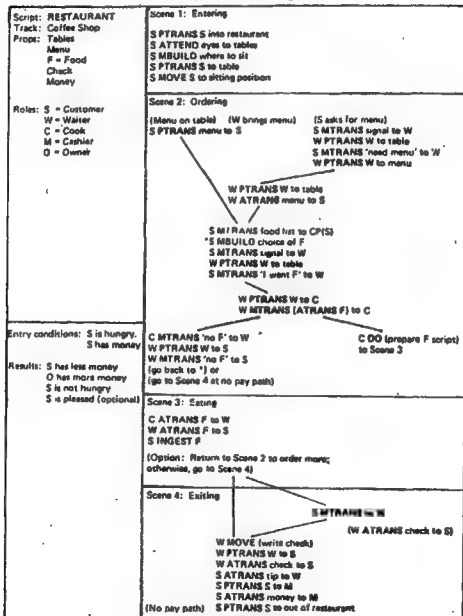 Script: RESTAURANT
Track: Coffee Shop
Props: Tables
Menu
F = Food
Check
Money
Roles: S = Customer
W = Waiter
C = Cook
M = Cashier
O = Owner
Entry conditions: S is hungry.
S has money
Results: S has less money
O has more money
S is not hungry
S is pleased (optional)
Scene 1: Entering
S PTRANS S into restaurant
S ATTEND eyes to tables
S MBUILD where to sit
S PTRANS S to table
S MOVE S to sitting position
Scene 2: Ordering
(Menu on table) (W brings menu) (S asks for menu)
S PTRANS menu to S
S MTRANS signal to W
W PTRANS W to table
S MTRANS 'need menu' to W
W PTRANS W to menu
W PTRANS W to table
W ATRANS menu to S
S MTRANS food list to CP(S)
*S MBUILD choice of F
S MTRANS signal to W
W PTRANS W to table
S MTRANS 'I want F' to W
W PTRANS W to C
W MTRANS (ATRANS F) to C
C MTRANS 'no F' to W
W PTRANS W to S
W MTRANS 'no F' to S
(go back to *) or
(go to Scene 4 at no pay path)
C DO (prepare F script)
to Scene 3
Scene 3: Eating
C ATRANS F to W
W ATRANS F to S
S INGEST F
(Option: Return to Scene 2 to order more;
otherwise, go to Scene 4)
Scene 4: Exiting
S MTRANS to W
(W ATRANS check to S)
W MOVE (write check)
W PTRANS W to S
W ATRANS check to S
S ATRANS tip to W
S PTRANS S to M
S ATRANS money to M
(No pay path) S PTRANS S to out of restaurant